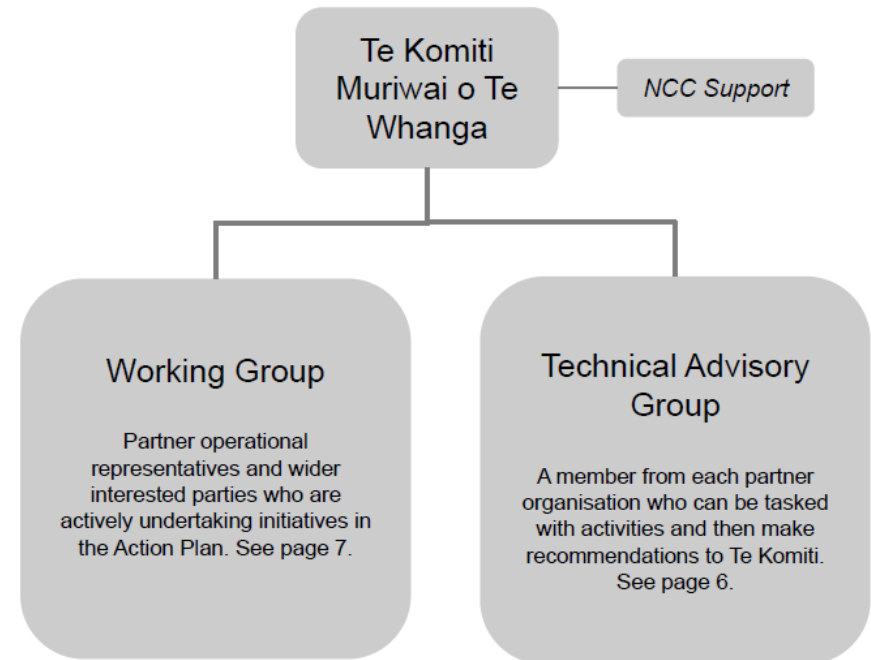 Te Komiti
Muriwai o Te
Whanga
NCC Support
Working Group
Partner operational
representatives and wider
interested parties who are
actively undertaking initiatives in
the Action Plan. See page 7.
Technical Advisory
Group
A member from each partner
organisation who can be tasked
with activities and then make
recommendations to Te Komiti.
See page 6.